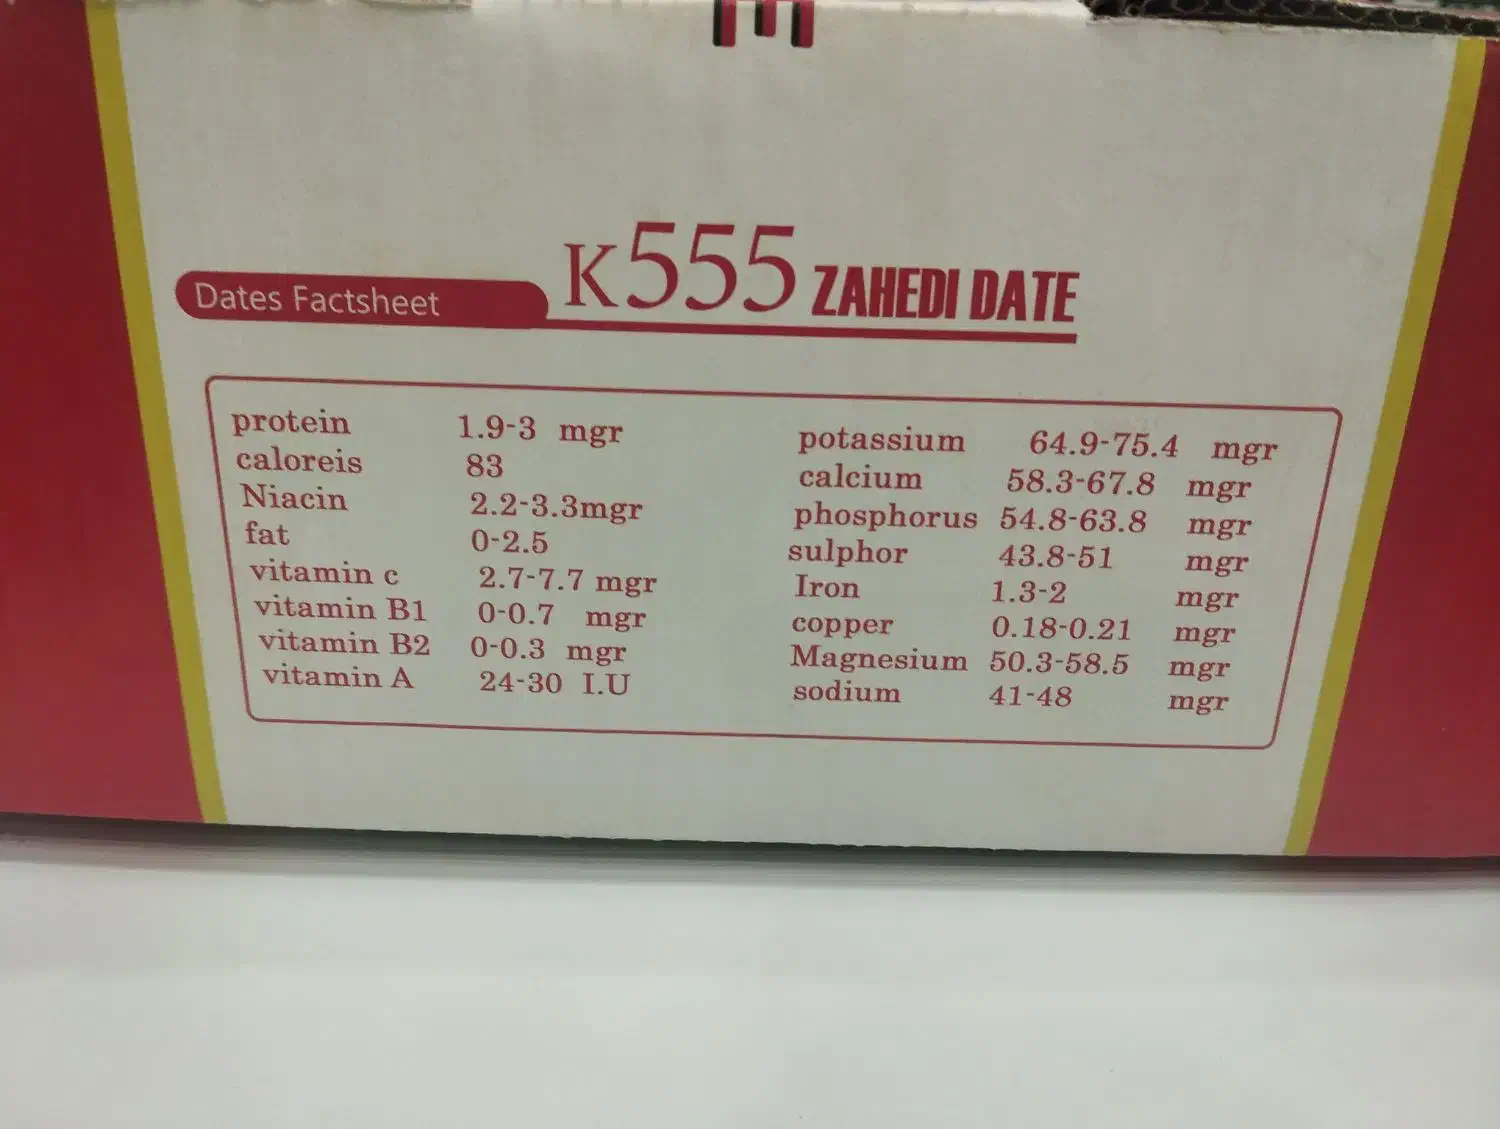 Dates Factsheet
K555 ZAHEDI DATE
protein 1.9-3 mgr
caloreis 83
Niacin 2.2-3.3mgr
fat 0-2.5
vitamin c 2.7-7.7 mgr
vitamin B1 0-0.7 mgr
vitamin B2 0-0.3 mgr
vitamin A 24-30 I.U
potassium 64.9-75.4 mgr
calcium 58.3-67.8 mgr
phosphorus 54.8-63.8 mgr
sulphor 43.8-51 mgr
Iron 1.3-2 mgr
copper 0.18-0.21 mgr
Magnesium 50.3-58.5 mgr
sodium 41-48 mgr